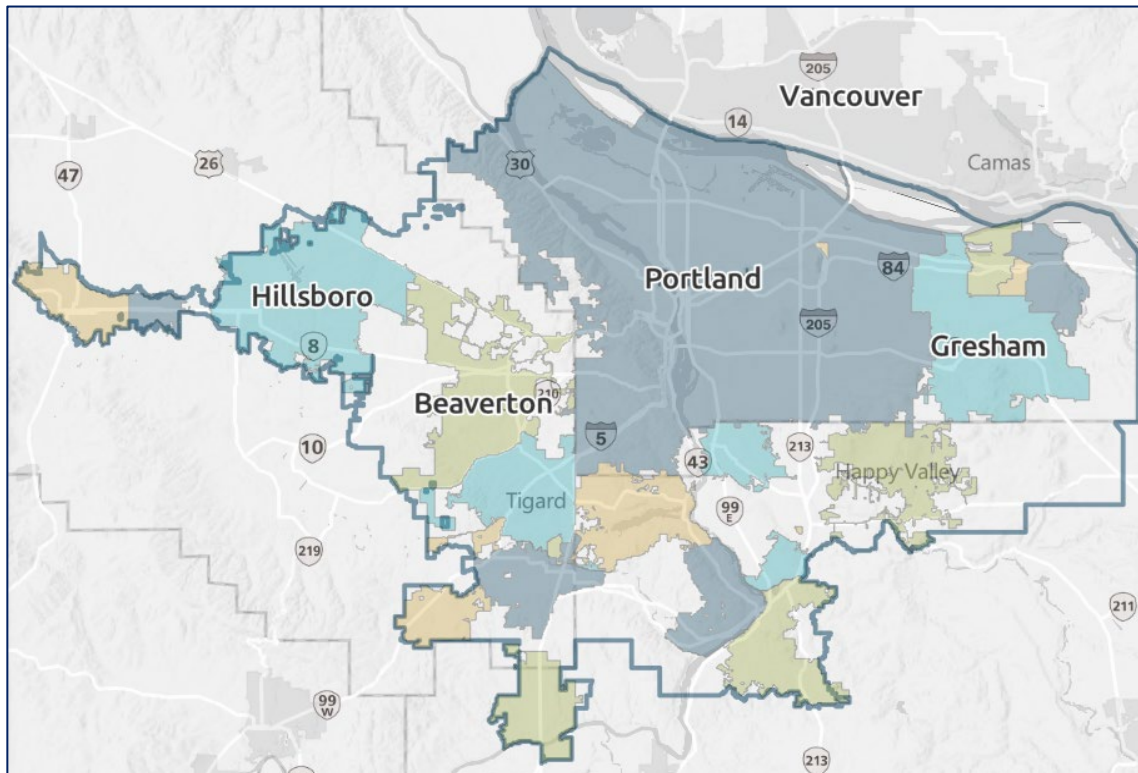 Vancouver
205
14
Camas
26
47
30
Portland
84
Hillsboro
205
8
Gresham
Beaverton
210
5
10
43
213
Happy Valley
Tigard
99
E
219
211
99
W
213